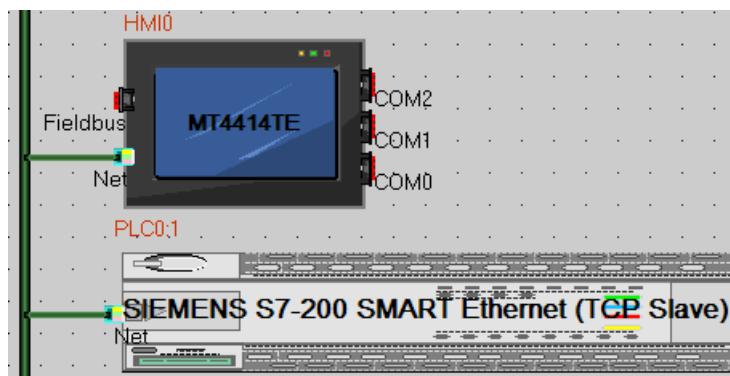 HMI0
COM2
Fieldbus
MT4414TE
COM1
Net
COM0
PLC0:1
SIEMENS S7-200 SMART Ethernet (TCP Slave)
Net